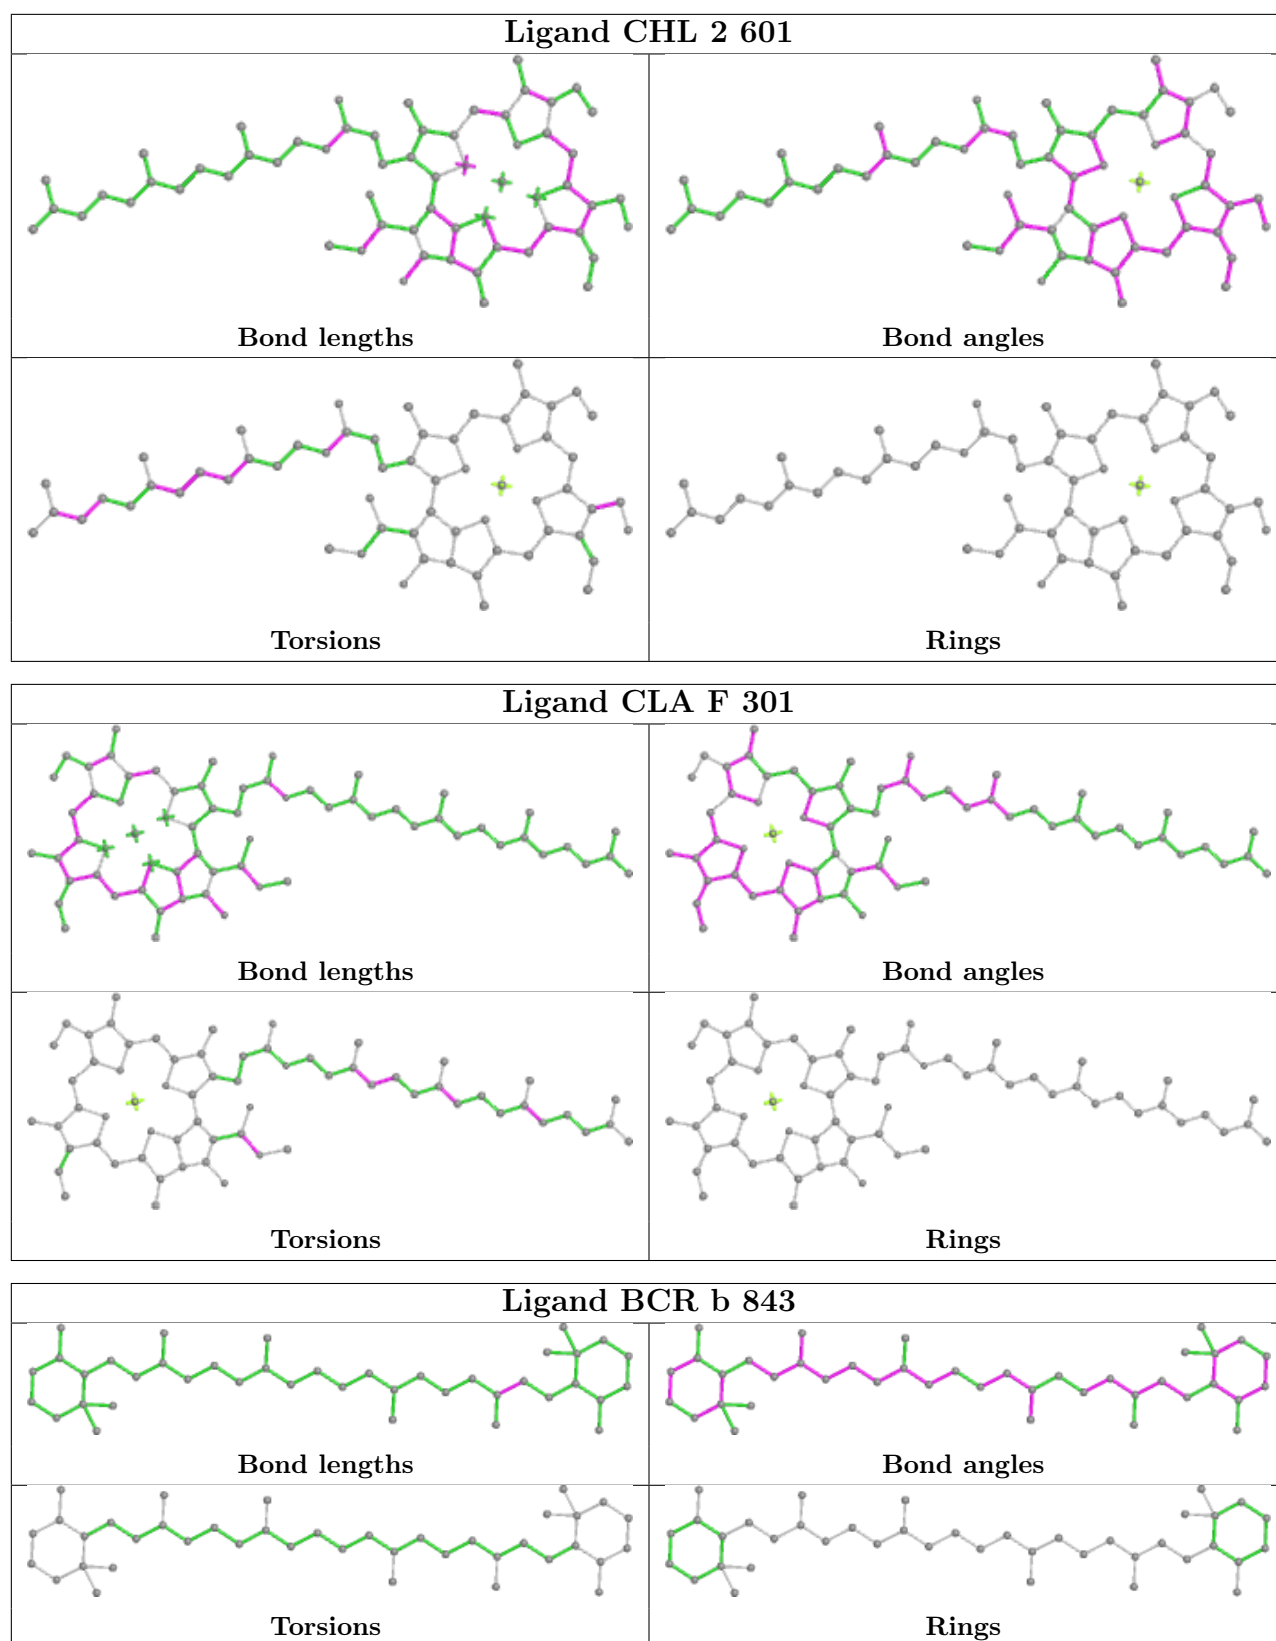 Ligand CHL 2 601
Bond lengths
Bond angles
Torsions
Rings
Ligand CLA F 301
Bond lengths
Bond angles
Torsions
Rings
Ligand BCR b 843
Bond lengths
Bond angles
Torsions
Rings